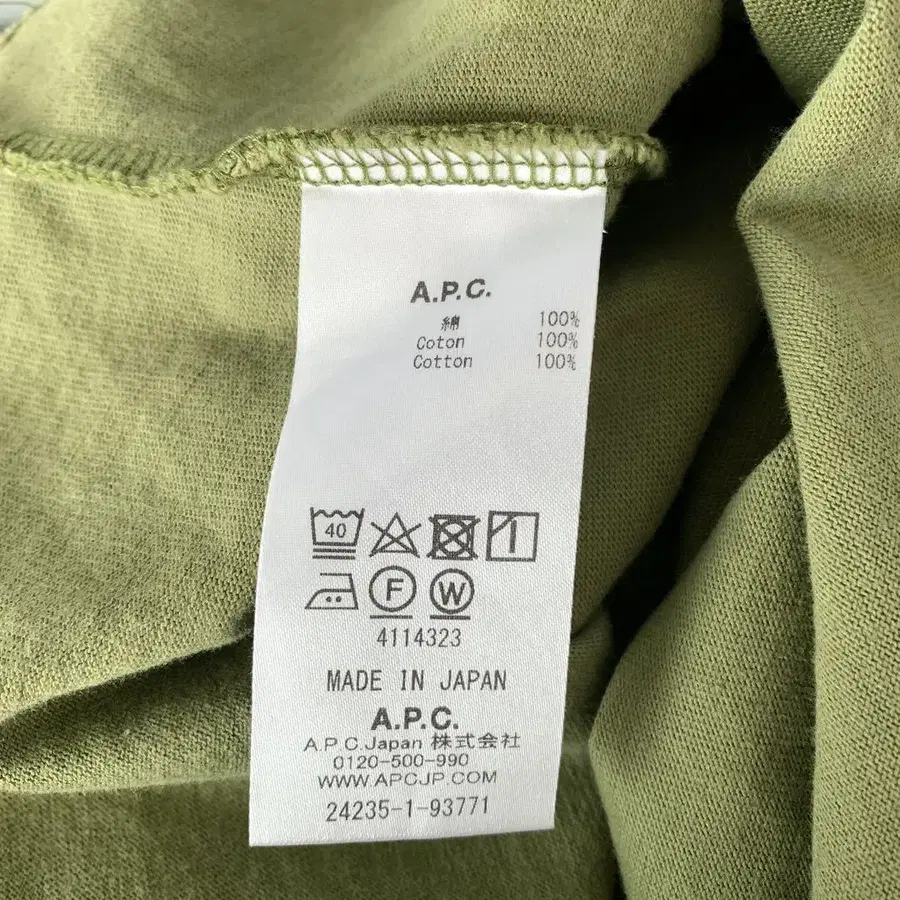 A.P.C.
綿 100%
Coton 100%
Cotton 100%
40
F W
4114323
MADE IN JAPAN
A.P.C.
A.P.C.Japan 株式会社
0120-500-990
WWW.APCJP.COM
24235-1-93771